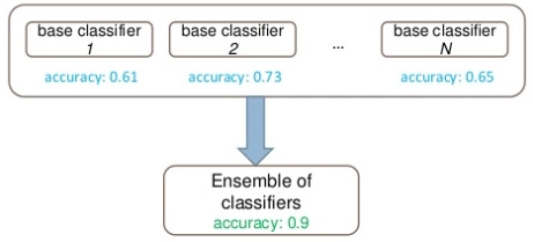 base classifier
1
base classifier
2
...
base classifier
N
accuracy: 0.61
accuracy: 0.73
accuracy: 0.65
Ensemble of
classifiers
accuracy: 0.9